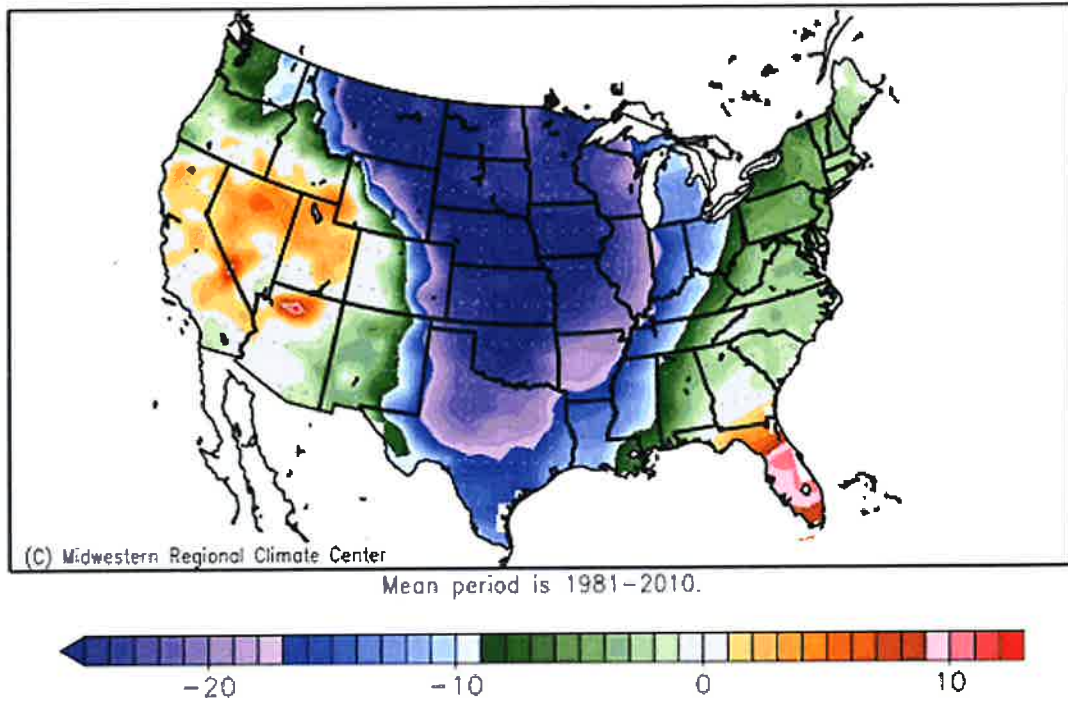 (C) Midwestern Regional Climate Center
Mean period is 1981-2010.
-20 -10 0 10